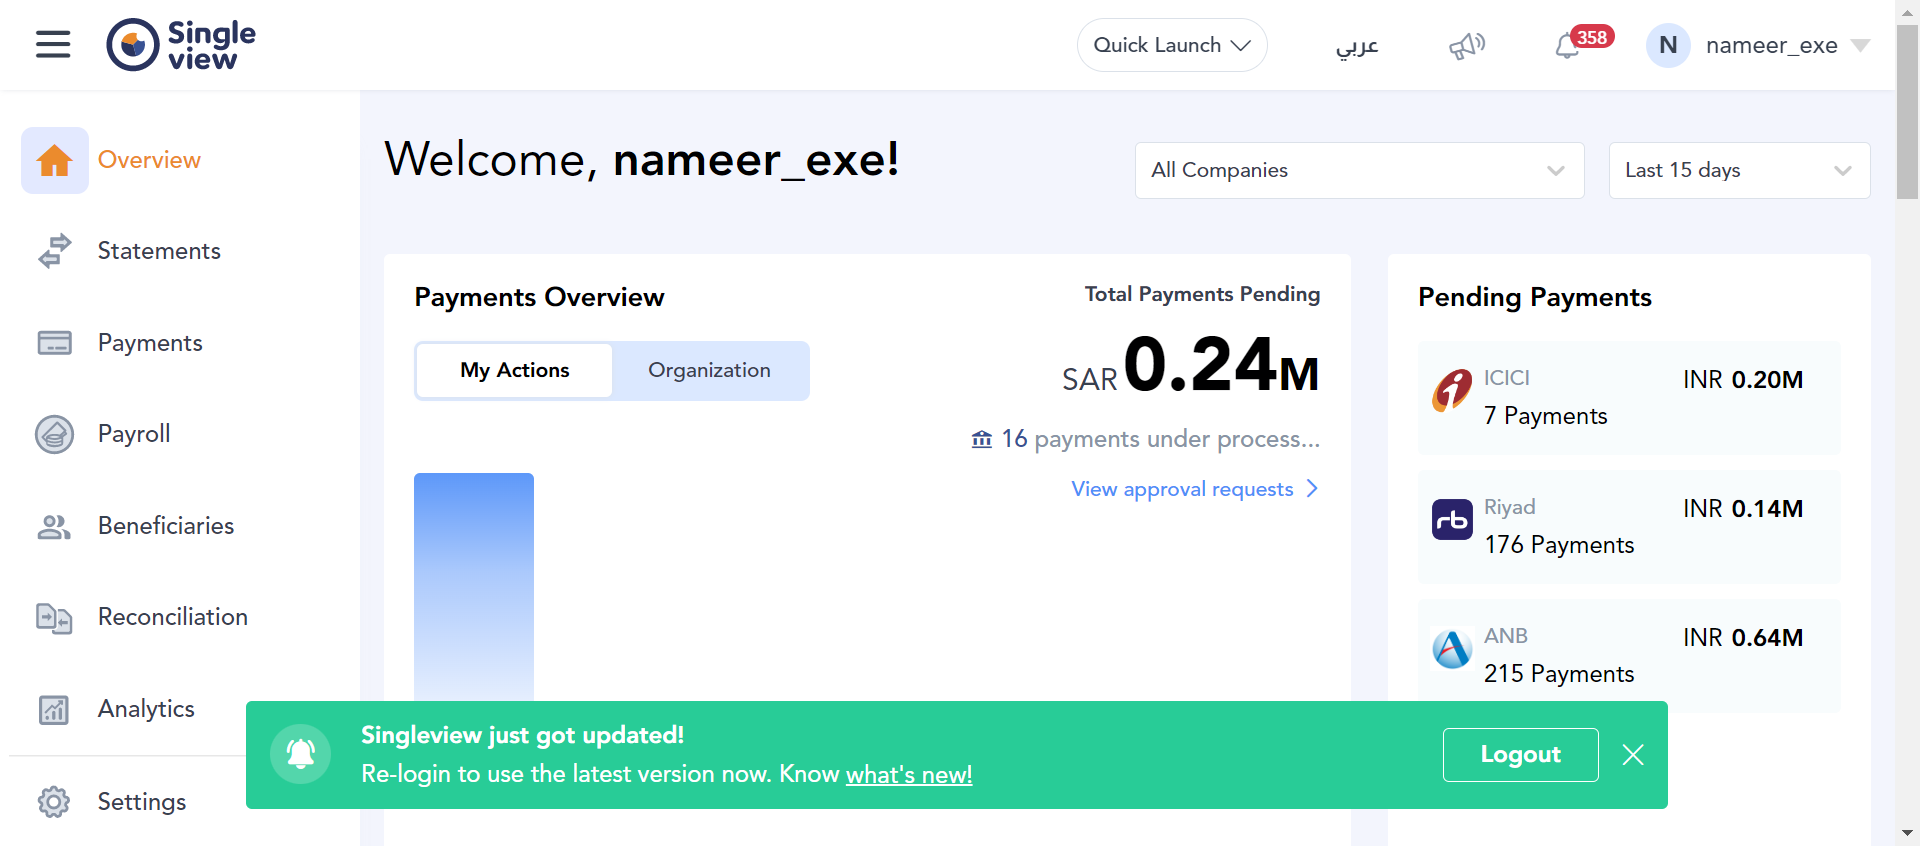 Single
view
Quick Launch
عربي
358
N
nameer_exe
Overview
Statements
Payments
Payroll
Beneficiaries
Reconciliation
Analytics
Settings
Welcome, nameer_exe!
All Companies
Last 15 days
Payments Overview
My Actions
Organization
Total Payments Pending
SAR 0.24M
16 payments under process...
View approval requests
Pending Payments
ICICI
INR 0.20M
7 Payments
rb
Riyad
INR 0.14M
176 Payments
ANB
INR 0.64M
215 Payments
Singleview just got updated!
Re-login to use the latest version now. Know what's new!
Logout